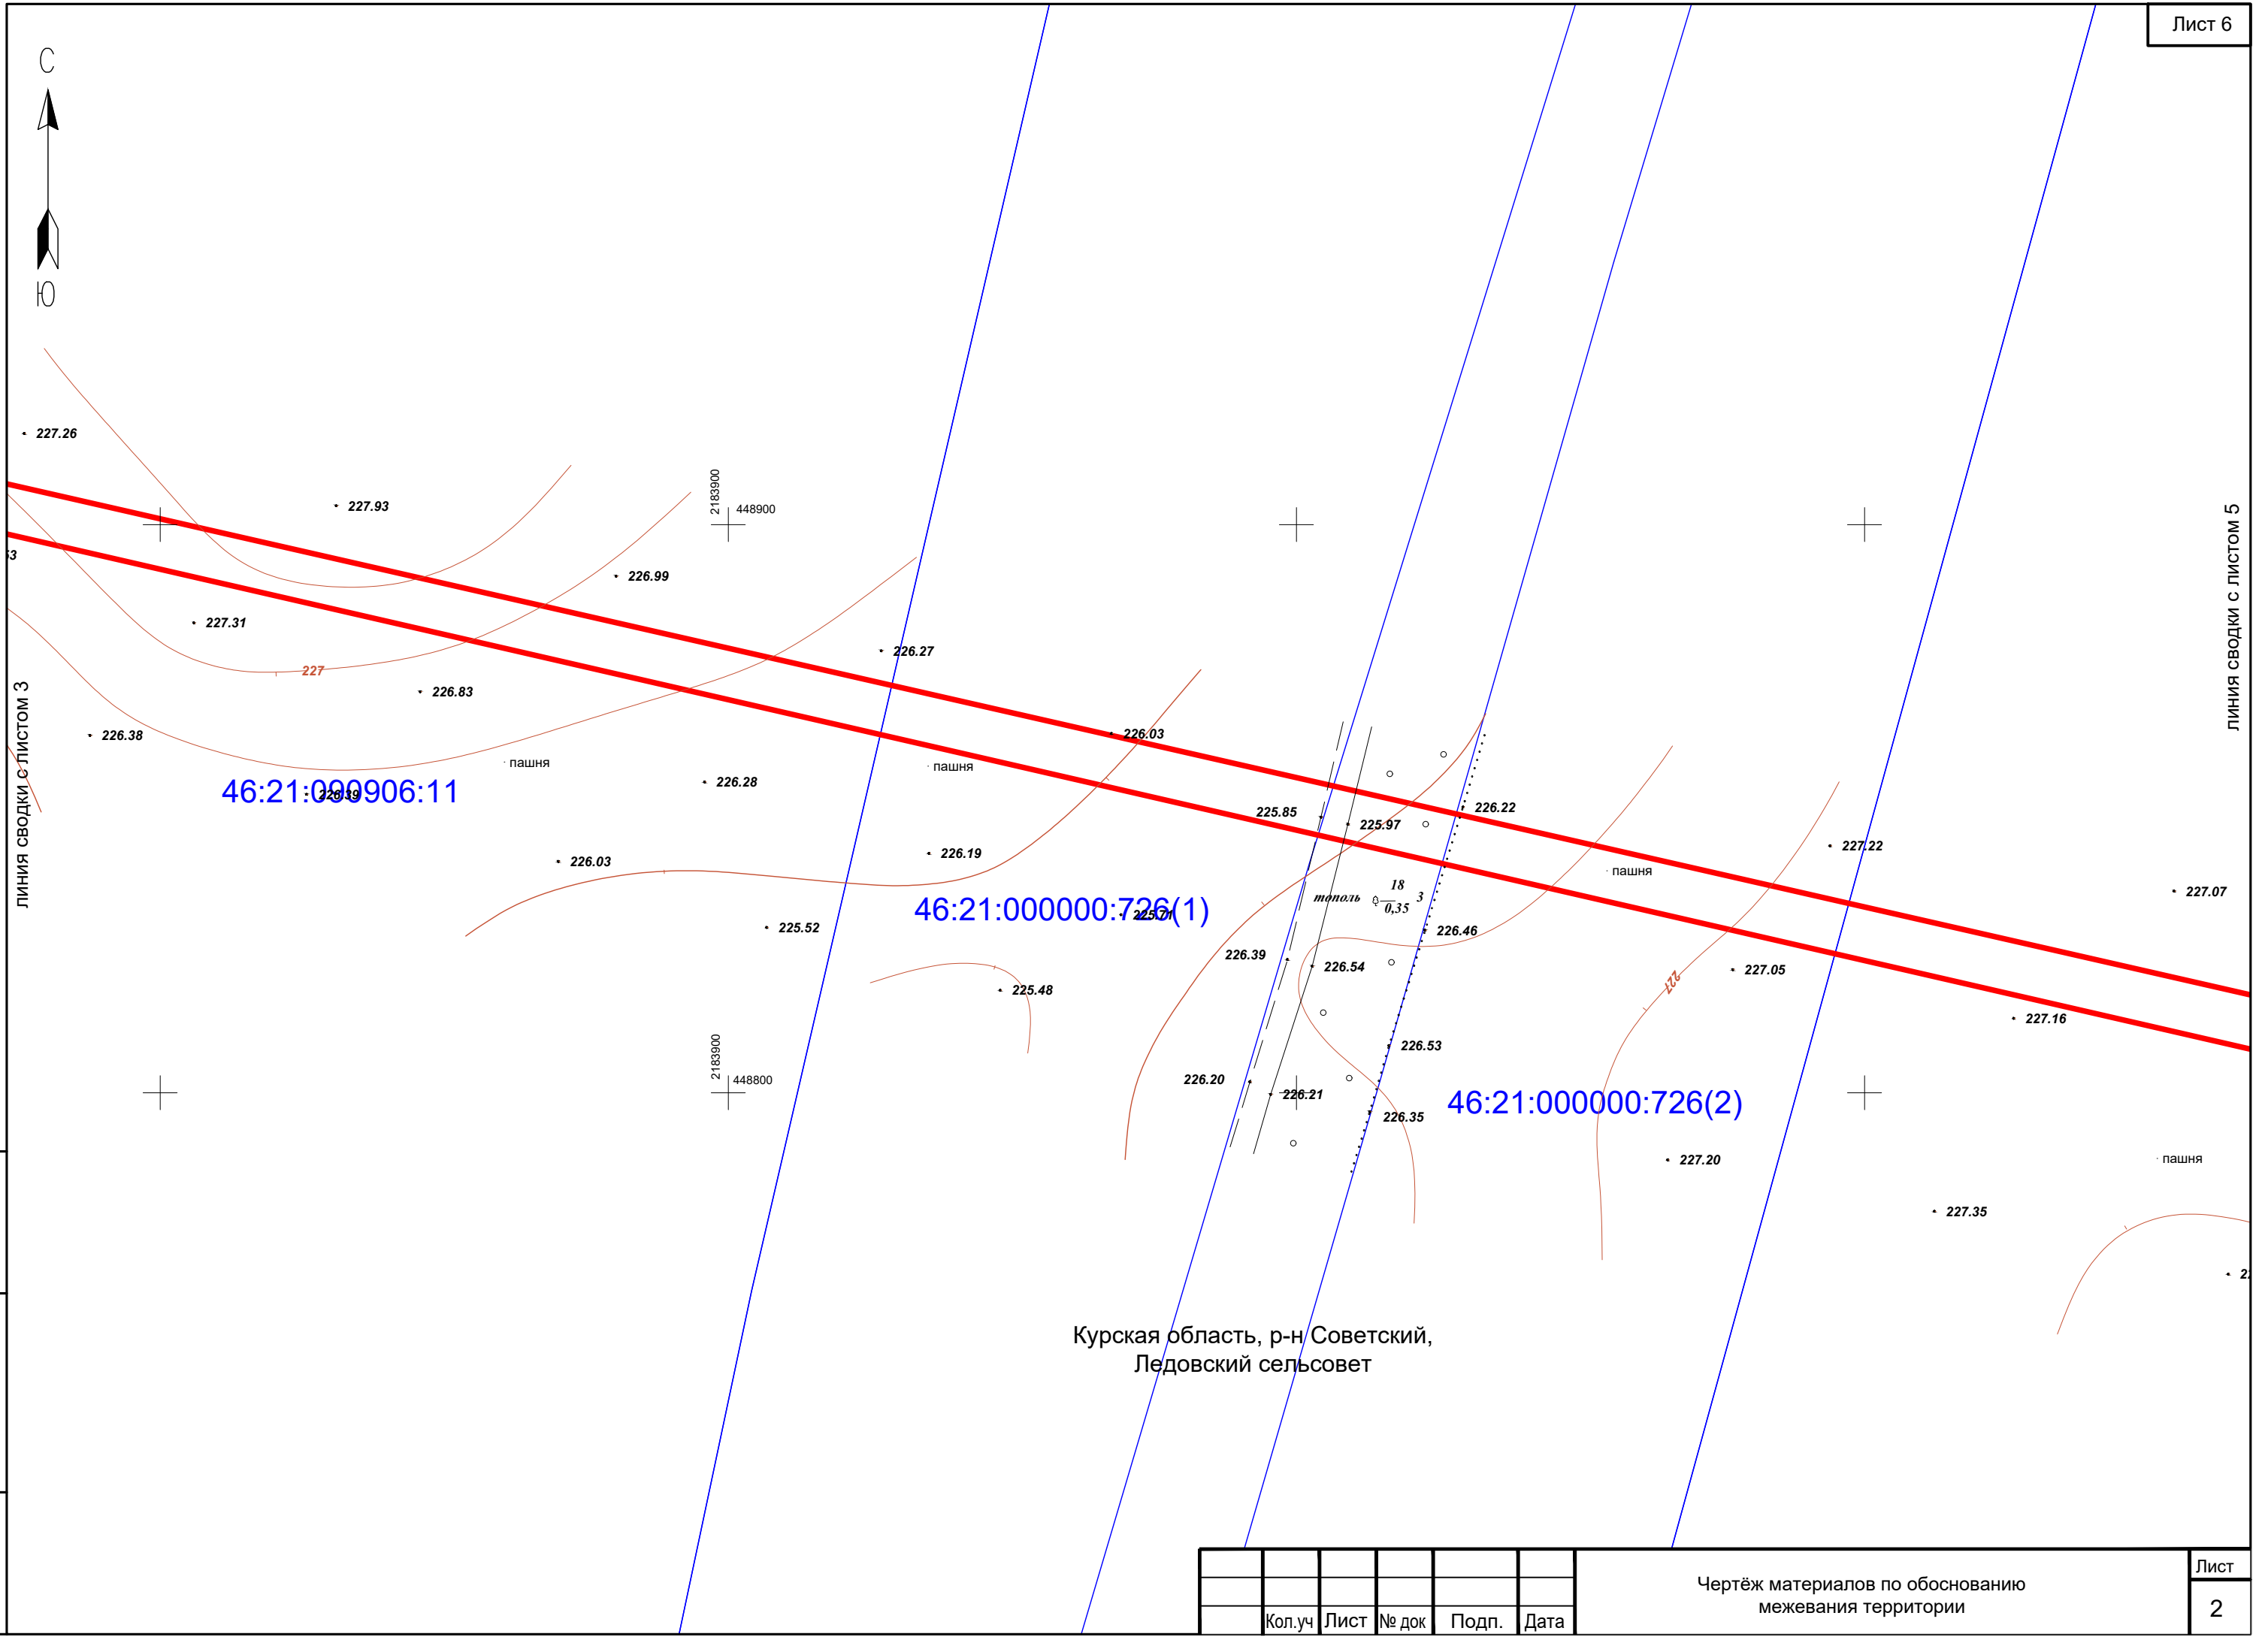 Лист 6
С
Ю
227.26
227.93
2183900
448900
линия сводки с листом 5
53
226.99
227.31
227
226.27
226.83
линия сводки с листом 3
226.38
226.03
пашня
пашня
226.28
46:21:090906:11
226.39
225.85
225.97
226.22
226.03
226.19
227.22
пашня
227.07
тополь 18 0,35 3
46:21:000000:726(1)
225.71
225.52
226.46
226.39
226.54
227.05
227
225.48
227.16
226.53
2183900
448800
226.20
226.21
226.35
46:21:000000:726(2)
227.20
пашня
227.35
Курская область, р-н Советский,
Ледовский сельсовет
Кол.уч Лист № док Подп. Дата
Чертёж материалов по обоснованию
межевания территории
Лист
2